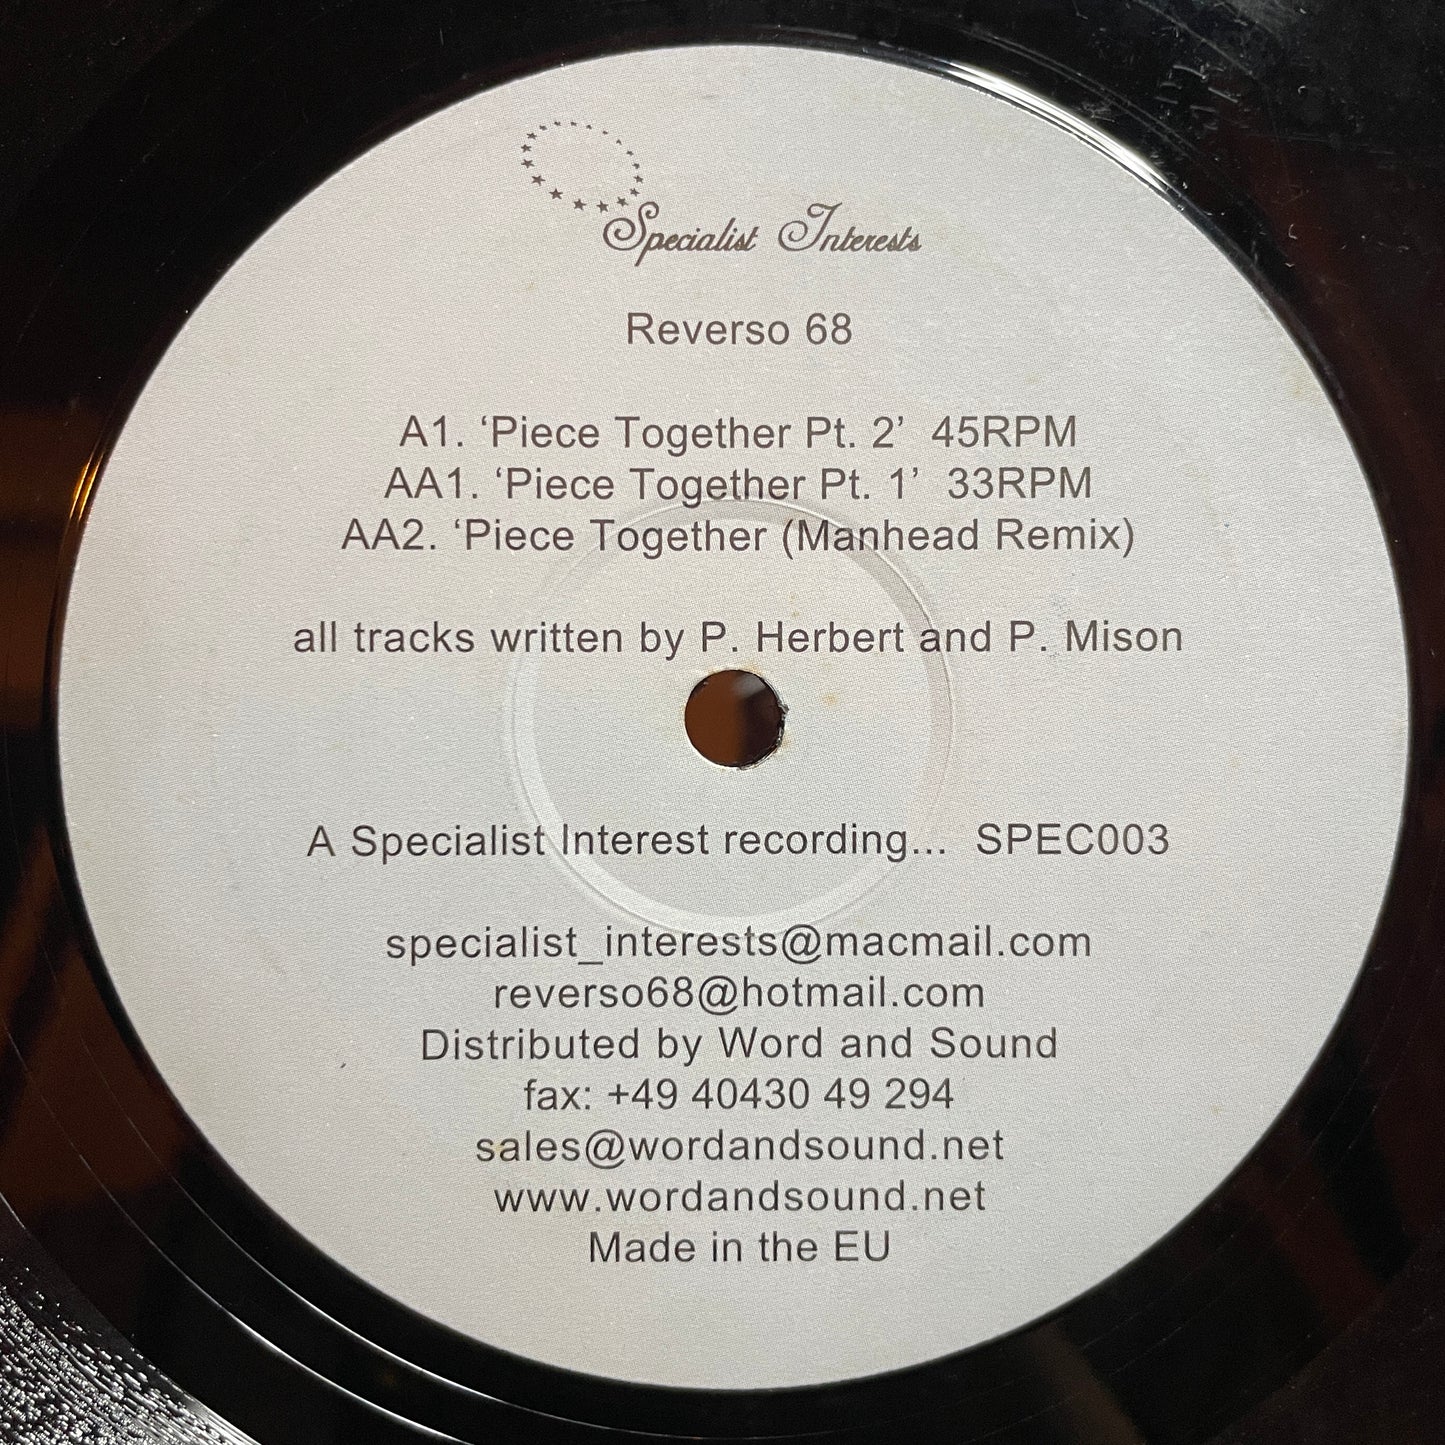 Specialist Interests
Reverso 68
A1. ‘Piece Together Pt. 2’ 45RPM
AA1. ‘Piece Together Pt. 1’ 33RPM
AA2. ‘Piece Together (Manhead Remix)
all tracks written by P. Herbert and P. Mison
A Specialist Interest recording... SPEC003
specialist_interests@macmail.com
reverso68@hotmail.com
Distributed by Word and Sound
fax: +49 40430 49 294
sales@wordandsound.net
www.wordandsound.net
Made in the EU